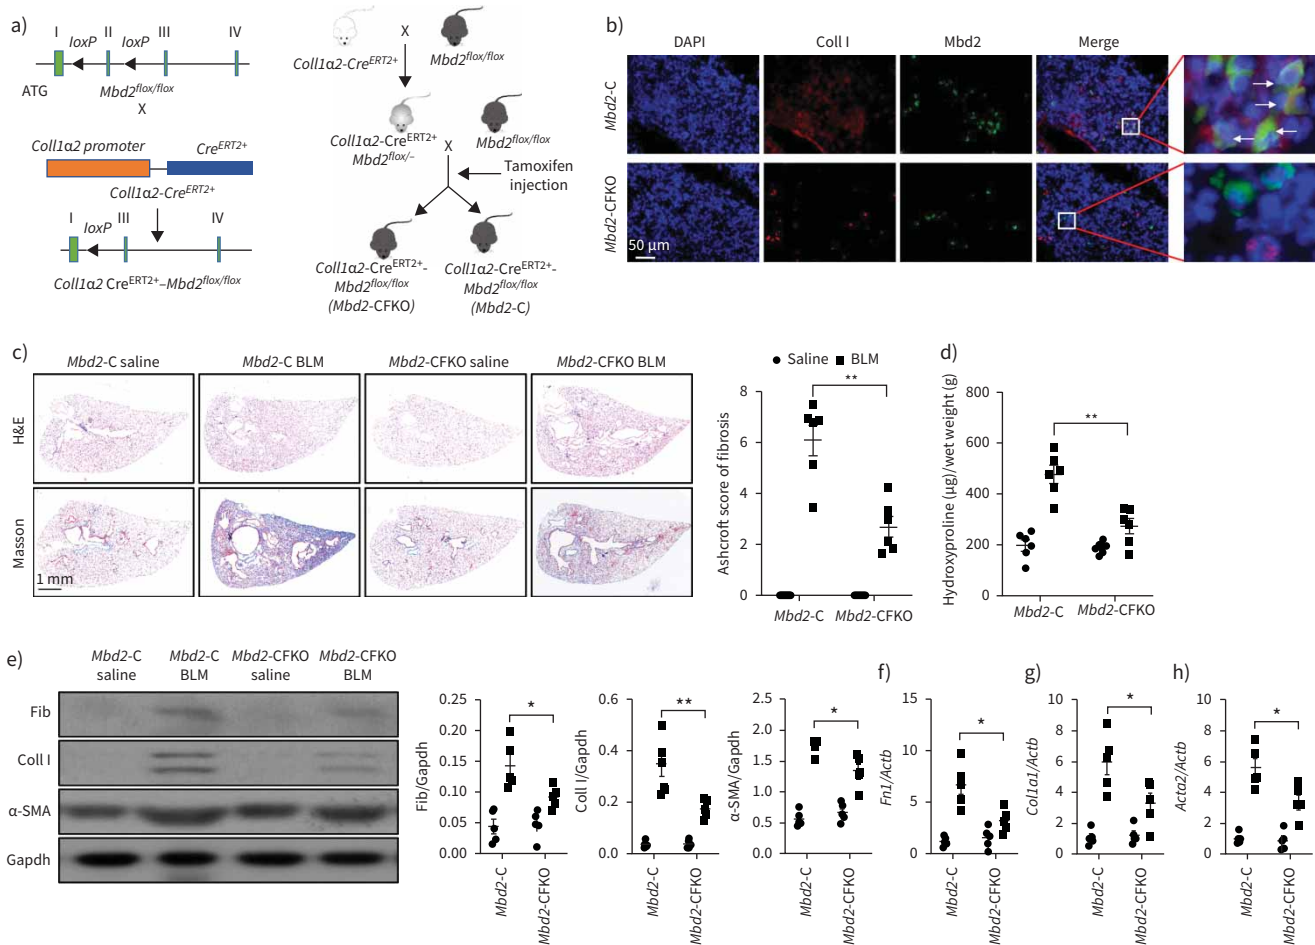 a)
I
II
III
IV
loxP
loxP
ATG
Mbd2flox/flox
X
Coll1α2 promoter
CreERT2+
Coll1α2-CreERT2+
I
III
IV
loxP
Coll1α2 CreERT2+–Mbd2flox/flox
X
Coll1α2-CreERT2+
Mbd2flox/flox
Coll1α2-CreERT2+
Mbd2flox/–
X
Mbd2flox/flox
Tamoxifen
injection
Coll1α2-CreERT2+-
Mbd2flox/flox
(Mbd2-CFKO)
Coll1α2-CreERT2+-
Mbd2flox/flox
(Mbd2-C)
b)
DAPI
Coll I
Mbd2
Merge
Mbd2-C
Mbd2-CFKO
50 µm
c)
Mbd2-C saline
Mbd2-C BLM
Mbd2-CFKO saline
Mbd2-CFKO BLM
H&E
Masson
1 mm
Saline
BLM
Ashcroft score of fibrosis
8
6
4
2
0
**
Mbd2-C
Mbd2-CFKO
d)
Hydroxyproline (µg)/wet weight (g)
800
600
400
200
0
**
Mbd2-C
Mbd2-CFKO
e)
Mbd2-C
saline
Mbd2-C
BLM
Mbd2-CFKO
saline
Mbd2-CFKO
BLM
Fib
Coll I
α-SMA
Gapdh
Fib/Gapdh
0.25
0.20
0.15
0.10
0.05
0.00
*
Mbd2-C
Mbd2-CFKO
Coll I/Gapdh
0.6
0.4
0.2
0.0
**
Mbd2-C
Mbd2-CFKO
α-SMA/Gapdh
2.5
2.0
1.5
1.0
0.5
0.0
*
Mbd2-C
Mbd2-CFKO
f)
Fn1/Actb
15
10
5
0
*
Mbd2-C
Mbd2-CFKO
g)
Col1a1/Actb
10
8
6
4
2
0
*
Mbd2-C
Mbd2-CFKO
h)
Acta2/Actb
10
8
6
4
2
0
*
Mbd2-C
Mbd2-CFKO